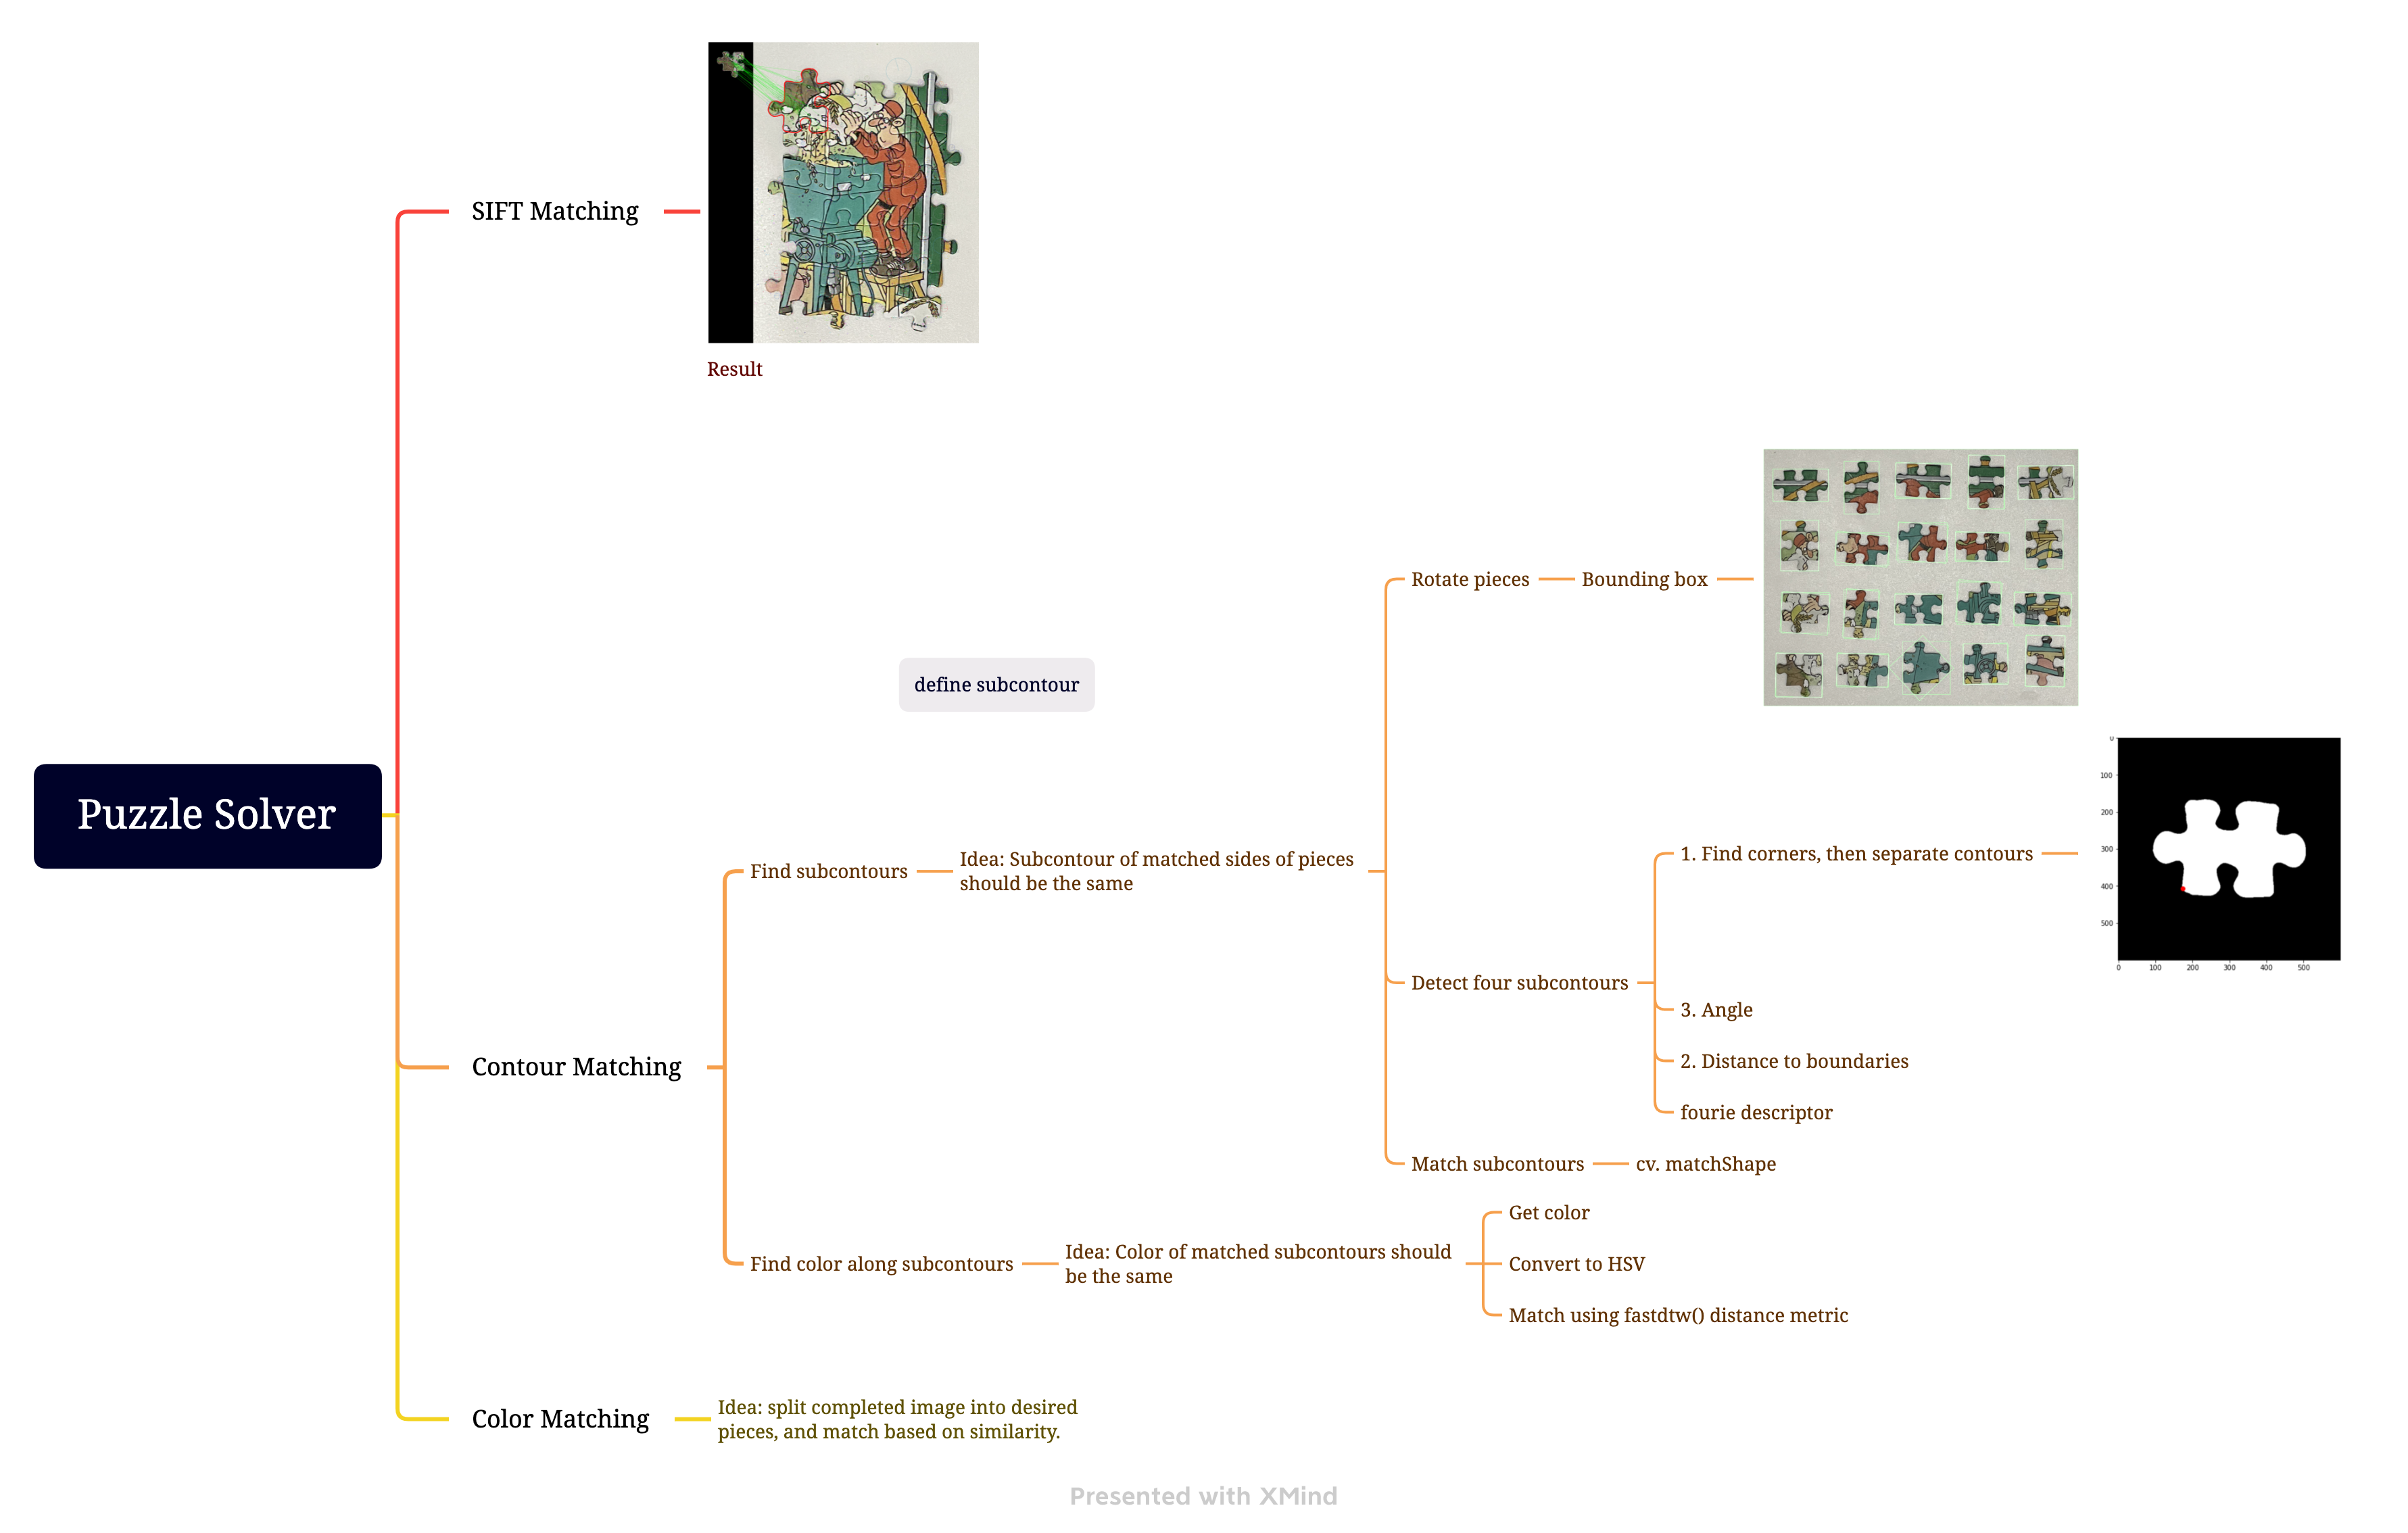 Puzzle Solver
SIFT Matching
Result
define subcontour
Contour Matching
Find subcontours
Idea: Subcontour of matched sides of pieces
should be the same
Rotate pieces
Bounding box
Detect four subcontours
1. Find corners, then separate contours
0
100
200
300
400
500
0 100 200 300 400 500
3. Angle
2. Distance to boundaries
fourie descriptor
Match subcontours
cv. matchShape
Find color along subcontours
Idea: Color of matched subcontours should
be the same
Get color
Convert to HSV
Match using fastdtw() distance metric
Color Matching
Idea: split completed image into desired
pieces, and match based on similarity.
Presented with XMind